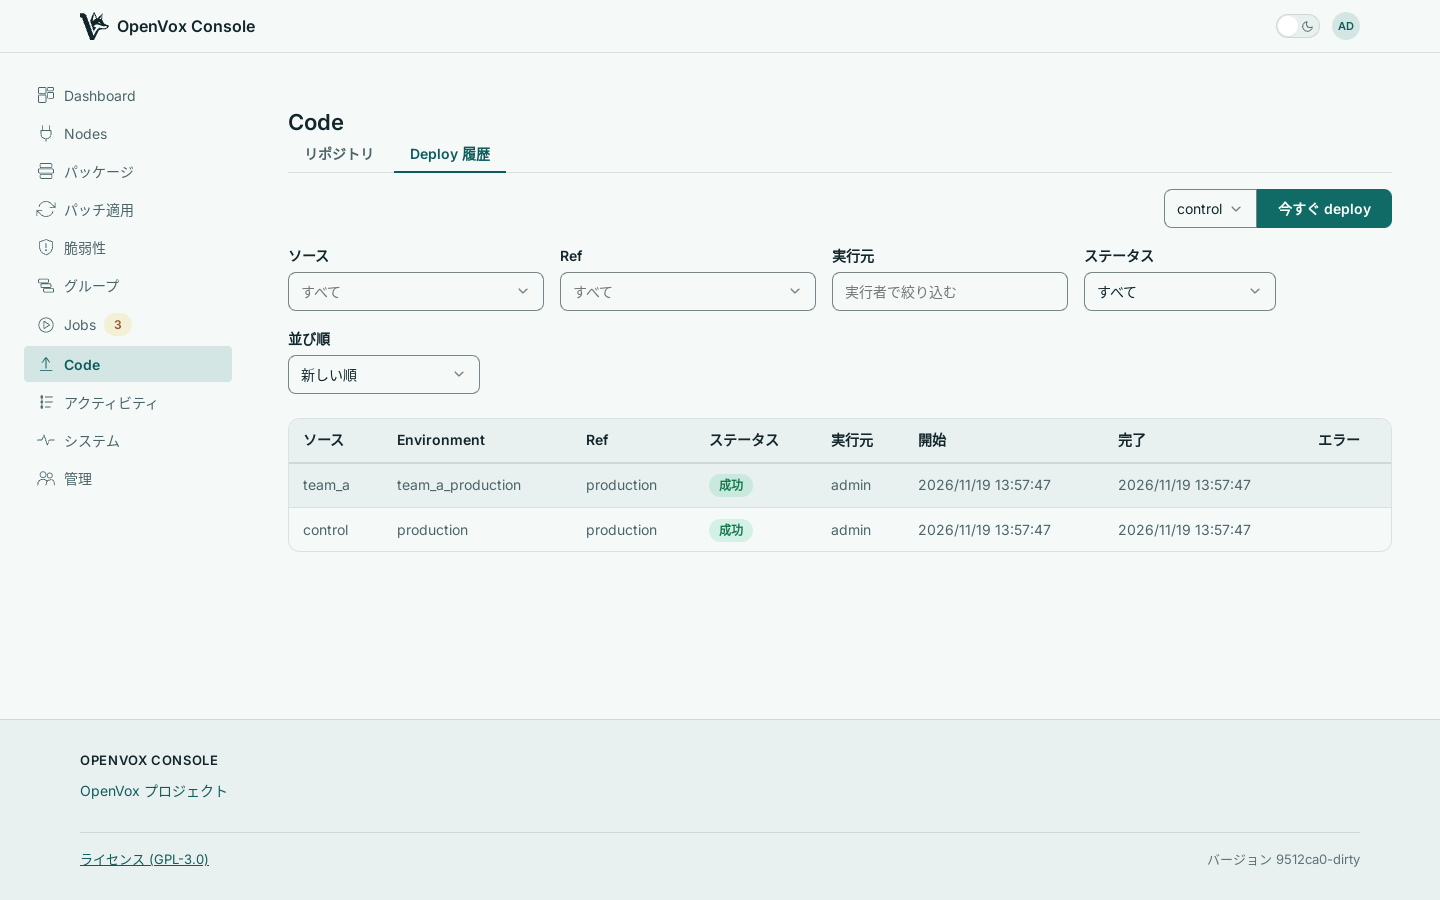 OpenVox Console
AD
Dashboard
Nodes
パッケージ
パッチ適用
脆弱性
グループ
Jobs 3
Code
アクティビティ
システム
管理
Code
リポジトリ Deploy 履歴
control 今すぐ deploy
ソース Ref 実行元 ステータス
すべて すべて 実行者で絞り込む すべて
並び順
新しい順
ソース Environment Ref ステータス 実行元 開始 完了 エラー
team_a team_a_production production 成功 admin 2026/11/19 13:57:47 2026/11/19 13:57:47
control production production 成功 admin 2026/11/19 13:57:47 2026/11/19 13:57:47
OPENVOX CONSOLE
OpenVox プロジェクト
ライセンス (GPL-3.0) バージョン 9512ca0-dirty